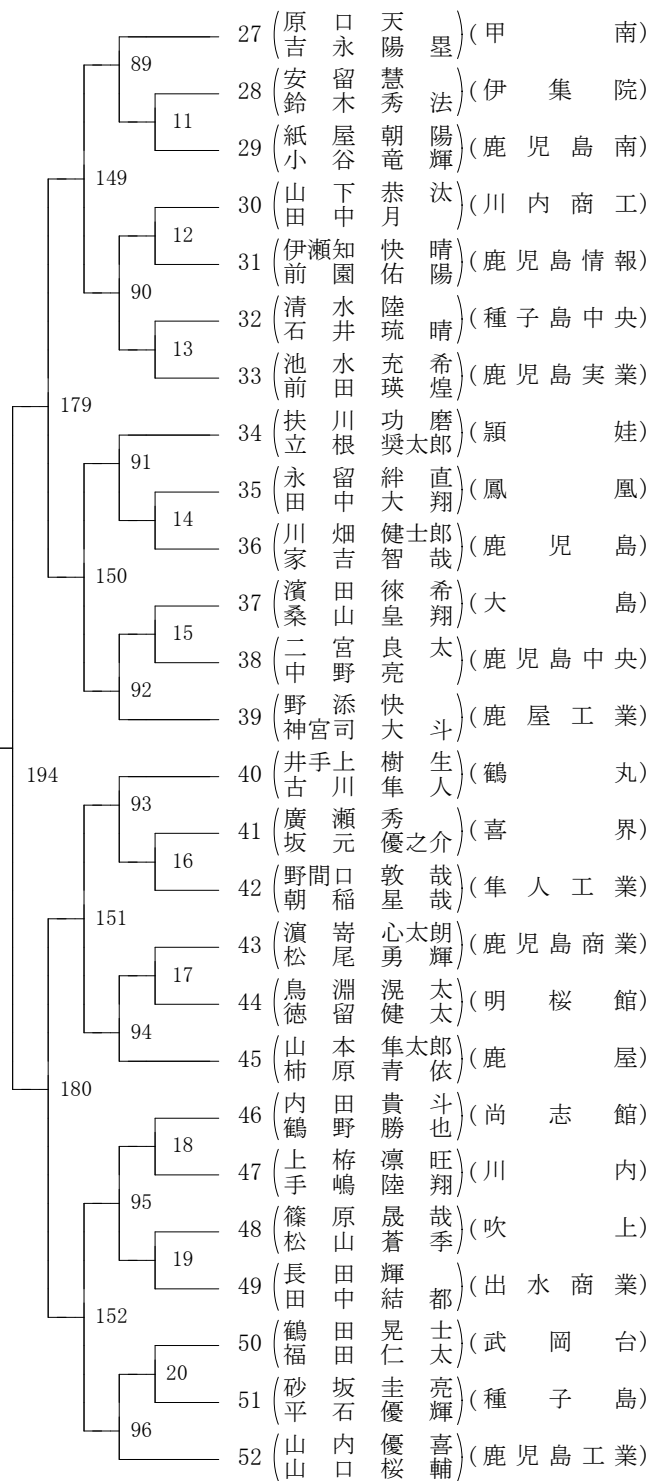 27 (原口天 吉永陽塁) (甲南)
89
28 (安留慧 鈴木秀法) (伊集院)
11
29 (紙屋朝陽 小谷竜輝) (鹿児島南)
149
30 (山下恭汰 田中月) (川内商工)
12
31 (伊瀬知快晴 前園佑陽) (鹿児島情報)
90
32 (清水陸 石井琉晴) (種子島中央)
13
33 (池水充希 前田瑛煌) (鹿児島実業)
179
34 (扶川功磨 立根奨太郎) (頴娃)
91
35 (永留絆直 田中大翔) (鳳凰)
14
36 (川畑健士郎 家吉智哉) (鹿児島)
150
37 (濱田徠希 桑山皇翔) (大島)
15
38 (二宮良太 中野亮) (鹿児島中央)
92
39 (野添快 神宮司大斗) (鹿屋工業)
194
40 (井手上樹生 古川隼人) (鶴丸)
93
41 (廣瀬秀 坂元優之介) (喜界)
16
42 (野間口敦哉 朝稲星哉) (隼人工業)
151
43 (濵嵜心太朗 松尾勇輝) (鹿児島商業)
17
44 (鳥淵滉太 徳留健太) (明桜館)
94
45 (山本隼太郎 柿原青依) (鹿屋)
180
46 (内田貴斗 鶴野勝也) (尚志館)
18
47 (上栫凛旺 手嶋陸翔) (川内)
95
48 (篠原晟哉 松山蒼季) (吹上)
19
49 (長田輝 田中結都) (出水商業)
152
50 (鶴田晃士 福田仁太) (武岡台)
20
51 (砂坂圭亮 平石優輝) (種子島)
96
52 (山内優喜 山口桜輔) (鹿児島工業)